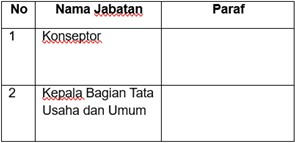 No Nama Jabatan Paraf
1 Konseptor
2 Kepala Bagian Tata
Usaha dan Umum